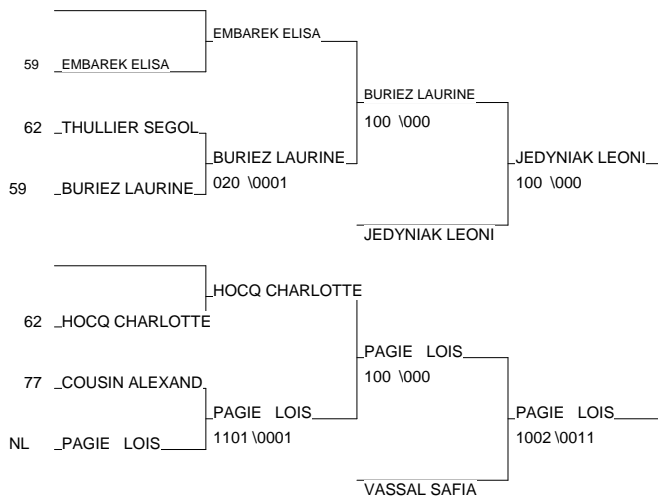 EMBAREK ELISA
59 EMBAREK ELISA
BURIEZ LAURINE
100 \000
62 THULLIER SEGOL
BURIEZ LAURINE
020 \0001
JEDYNIAK LEONI
100 \000
59 BURIEZ LAURINE
JEDYNIAK LEONI
HOCQ CHARLOTTE
62 HOCQ CHARLOTTE
PAGIE LOIS
100 \000
77 COUSIN ALEXAND
PAGIE LOIS
1101 \0001
PAGIE LOIS
1002 \0011
NL PAGIE LOIS
VASSAL SAFIA